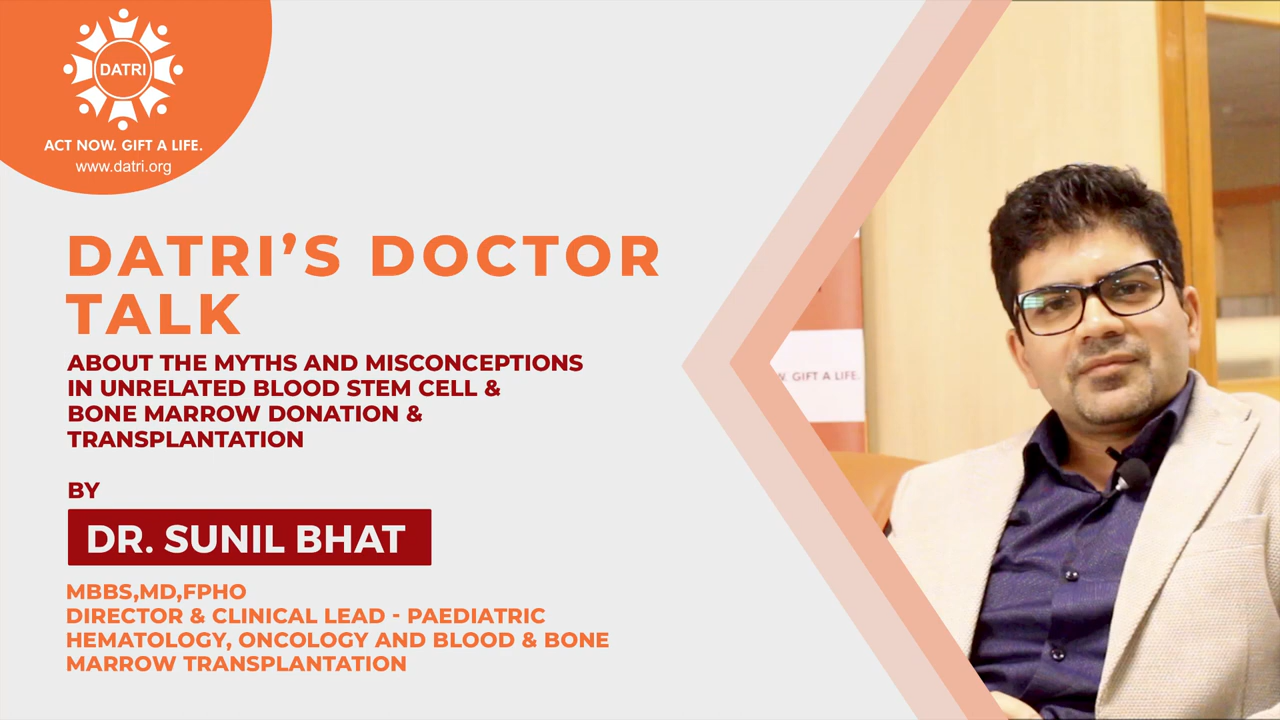 DATRI
ACT NOW. GIFT A LIFE.
www.datri.org
DATRI’S DOCTOR
TALK
ABOUT THE MYTHS AND MISCONCEPTIONS
IN UNRELATED BLOOD STEM CELL &
BONE MARROW DONATION &
TRANSPLANTATION
BY
DR. SUNIL BHAT
MBBS,MD,FPHO
DIRECTOR & CLINICAL LEAD - PAEDIATRIC
HEMATOLOGY, ONCOLOGY AND BLOOD & BONE
MARROW TRANSPLANTATION
W. GIFT A LIFE.